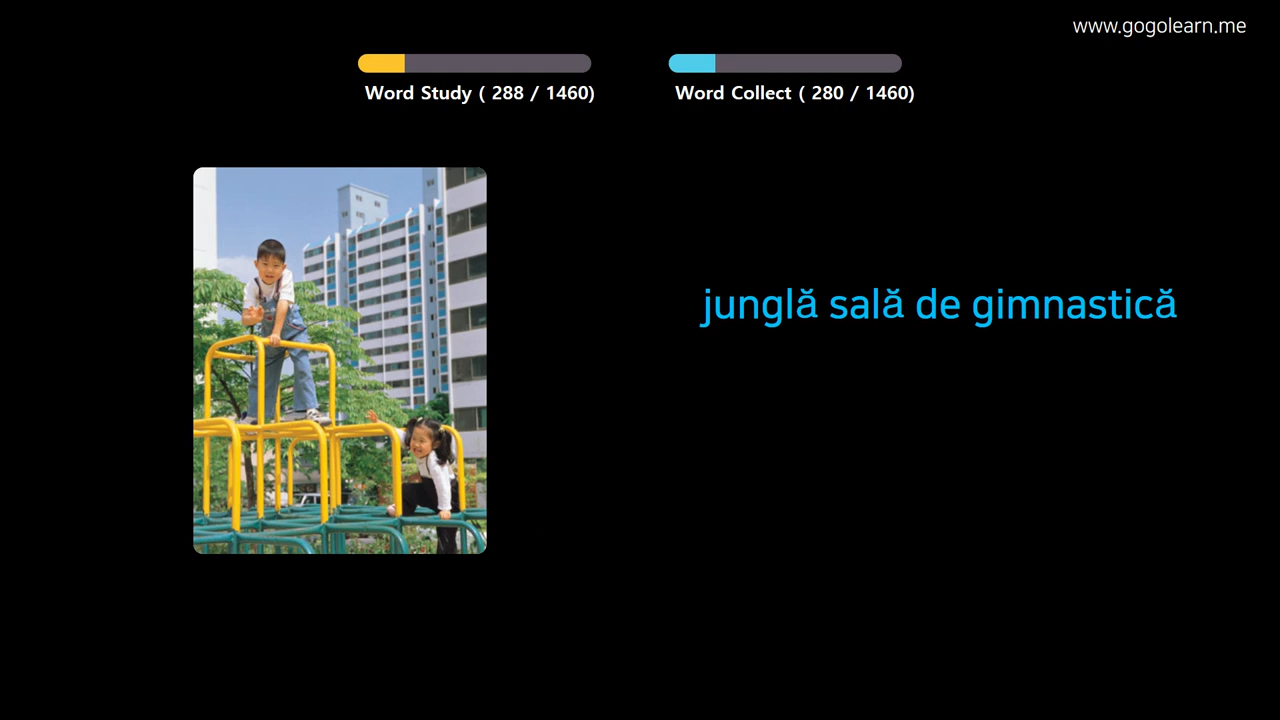 www.gogolearn.me
Word Study ( 288 / 1460)
Word Collect ( 280 / 1460)
junglă sală de gimnastică